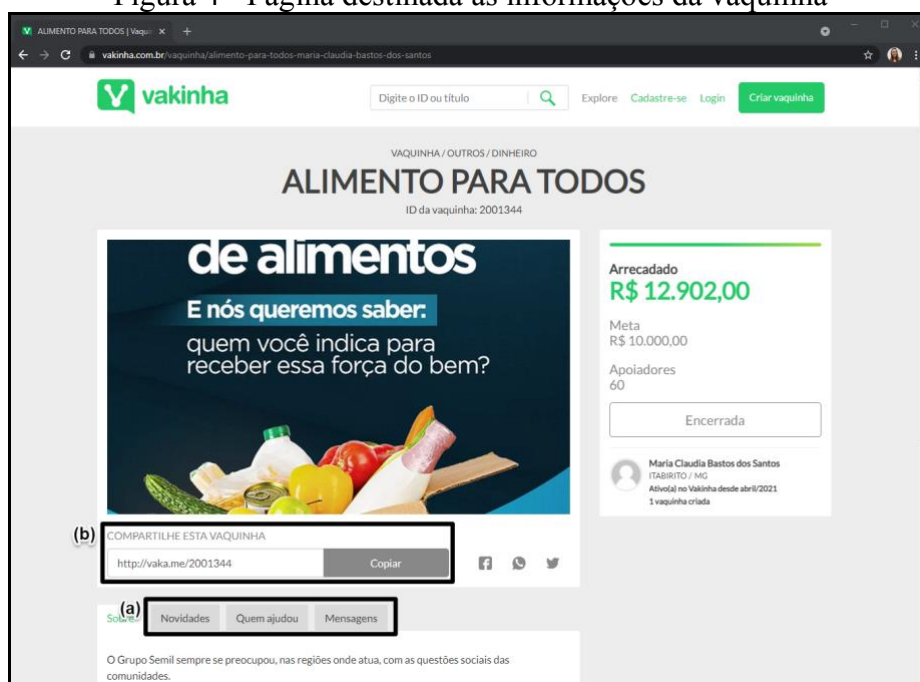 Figura 4 - Página destinada às informações da vaquinha
ALIMENTO PARA TODOS | Vaqui
vakinha.com.br/vaquinha/alimento-para-todos-maria-claudia-bastos-dos-santos
vakinha
Digite o ID ou título
Explore Cadastre-se Login Criar vaquinha
VAQUINHA / OUTROS / DINHEIRO
ALIMENTO PARA TODOS
ID da vaquinha: 2001344
de alimentos
E nós queremos saber:
quem você indica para
receber essa força do bem?
Arrecadado
R$ 12.902,00
Meta
R$ 10.000,00
Apoiadores
60
Encerrada
Maria Claudia Bastos dos Santos
ITABIRITO / MG
Ativo(a) no Vakinha desde abril/2021
1 vaquinha criada
(b)
COMPARTILHE ESTA VAQUINHA
http://vaka.me/2001344 Copiar
(a)
Sobre Novidades Quem ajudou Mensagens
O Grupo Semil sempre se preocupou, nas regiões onde atua, com as questões sociais das
comunidades.